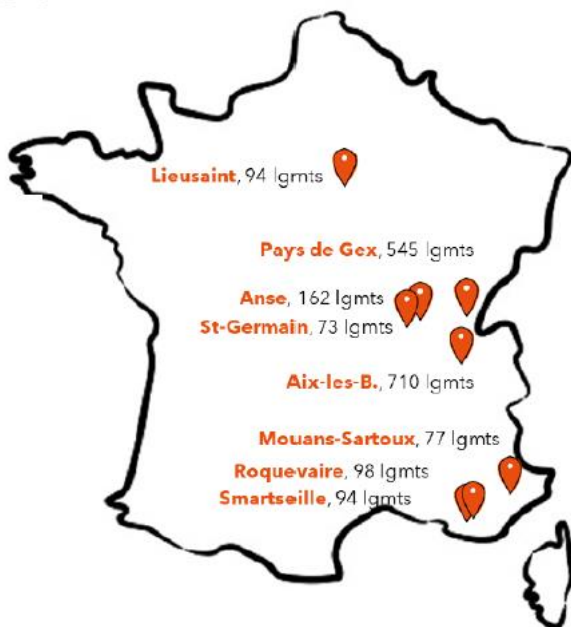 Lieusaint, 94 lgmts
Pays de Gex, 545 lgmts
Anse, 162 lgmts
St-Germain, 73 lgmts
Aix-les-B., 710 lgmts
Mouans-Sartoux, 77 lgmts
Roquevaire, 98 lgmts
Smartseille, 94 lgmts